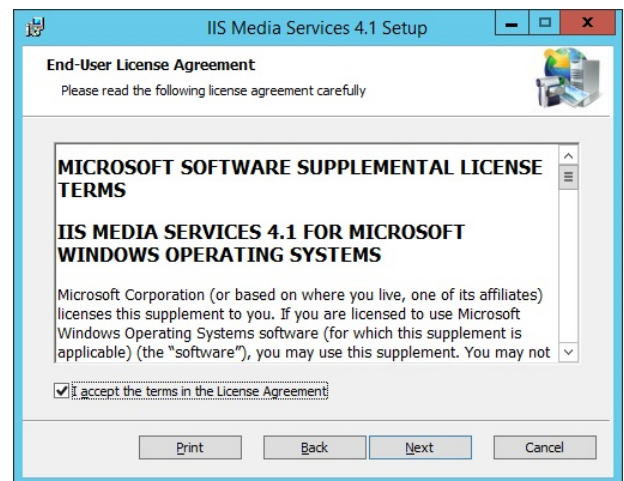 IIS Media Services 4.1 Setup
End-User License Agreement
Please read the following license agreement carefully
MICROSOFT SOFTWARE SUPPLEMENTAL LICENSE
TERMS
IIS MEDIA SERVICES 4.1 FOR MICROSOFT
WINDOWS OPERATING SYSTEMS
Microsoft Corporation (or based on where you live, one of its affiliates)
licenses this supplement to you. If you are licensed to use Microsoft
Windows Operating Systems software (for which this supplement is
applicable) (the “software”), you may use this supplement. You may not
I accept the terms in the License Agreement
Print Back Next Cancel